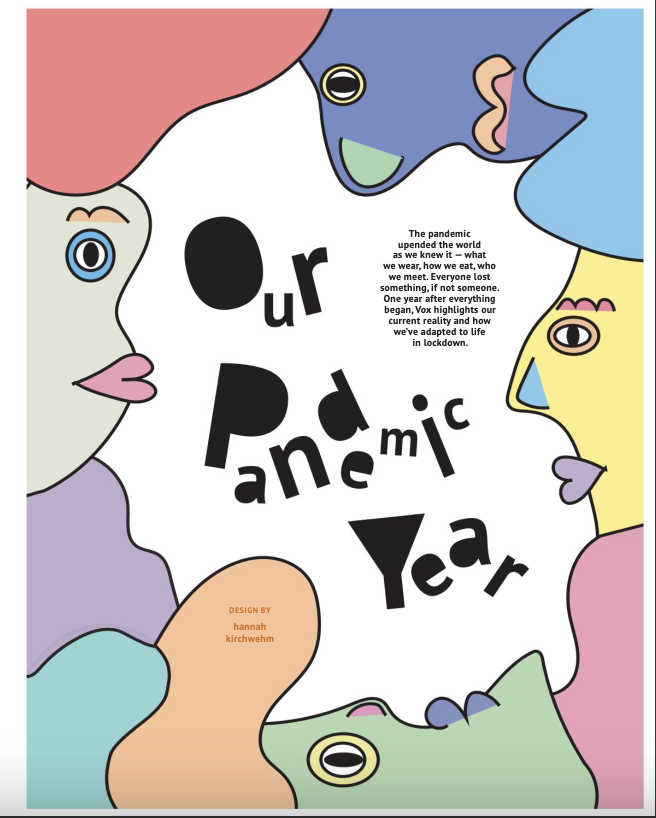 Our
Pandemic
Year
The pandemic
upended the world
as we knew it — what
we wear, how we eat, who
we meet. Everyone lost
something, if not someone.
One year after everything
began, Vox highlights our
current reality and how
we've adapted to life
in lockdown.
DESIGN BY
hannah
kirchwehm